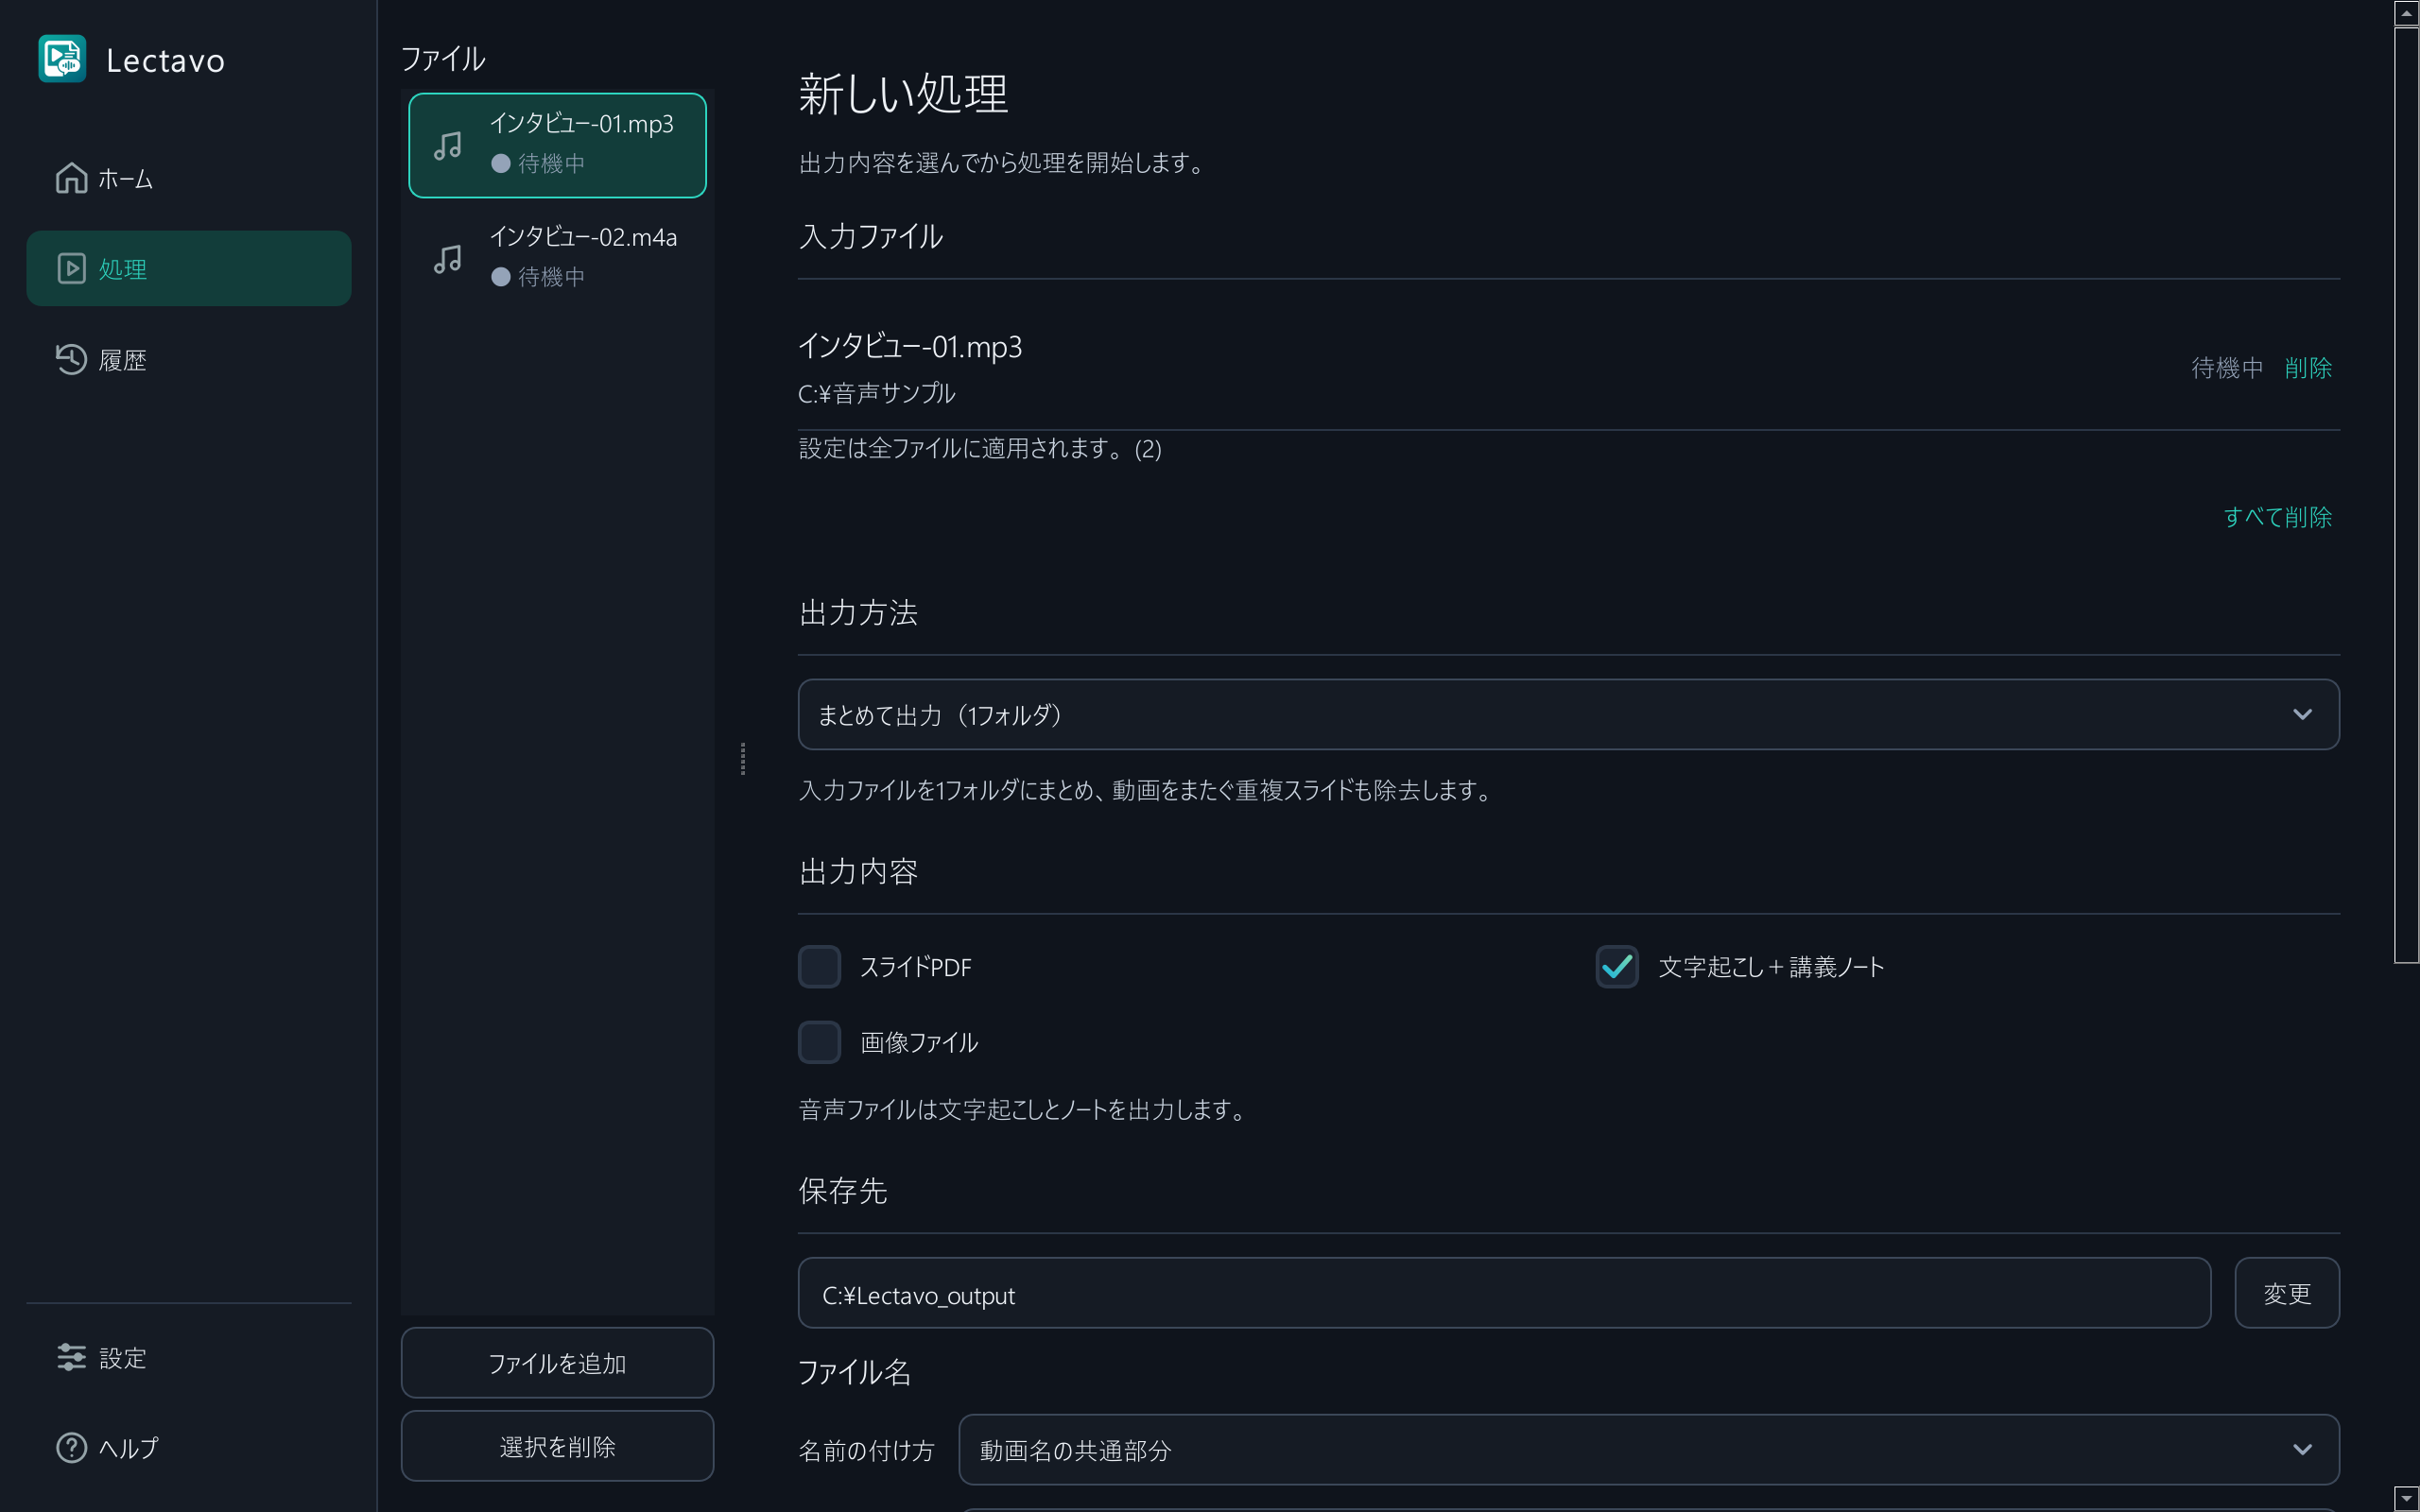 Lectavo
ホーム
処理
履歴
設定
ヘルプ
ファイル
インタビュー-01.mp3
待機中
インタビュー-02.m4a
待機中
ファイルを追加
選択を削除
新しい処理
出力内容を選んでから処理を開始します。
入力ファイル
インタビュー-01.mp3
C:¥音声サンプル
待機中 削除
設定は全ファイルに適用されます。 (2)
すべて削除
出力方法
まとめて出力（1フォルダ）
入力ファイルを1フォルダにまとめ、動画をまたぐ重複スライドも除去します。
出力内容
スライドPDF
文字起こし＋講義ノート
画像ファイル
音声ファイルは文字起こしとノートを出力します。
保存先
C:¥Lectavo_output
変更
ファイル名
名前の付け方
動画名の共通部分